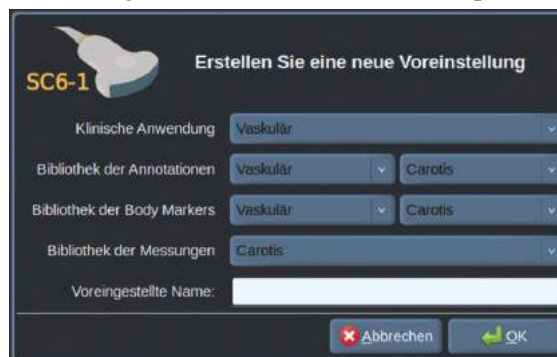 SC6-1
Erstellen Sie eine neue Voreinstellung
Klinische Anwendung Vaskulär
Bibliothek der Annotationen Vaskulär Carotis
Bibliothek der Body Markers Vaskulär Carotis
Bibliothek der Messungen Carotis
Voreingestellte Name:
Abbrechen OK